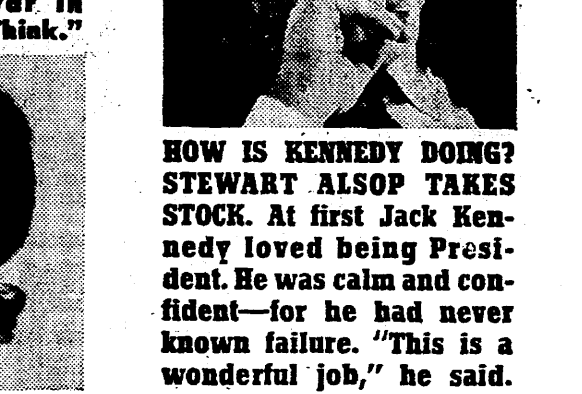 hink."
HOW IS KENNEDY DOING?
STEWART ALSOP TAKES
STOCK. At first Jack Ken-
nedy loved being Presi-
dent. He was calm and con-
fident—for he had never
known failure. "This is a
wonderful job," he said.